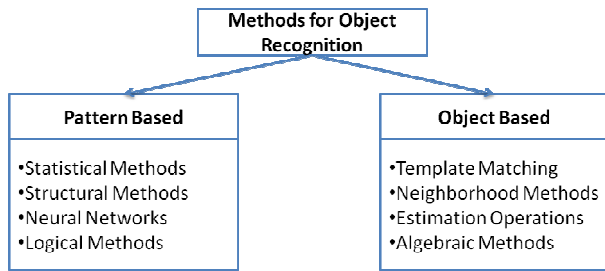 Methods for Object
Recognition
Pattern Based
•Statistical Methods
•Structural Methods
•Neural Networks
•Logical Methods
Object Based
•Template Matching
•Neighborhood Methods
•Estimation Operations
•Algebraic Methods